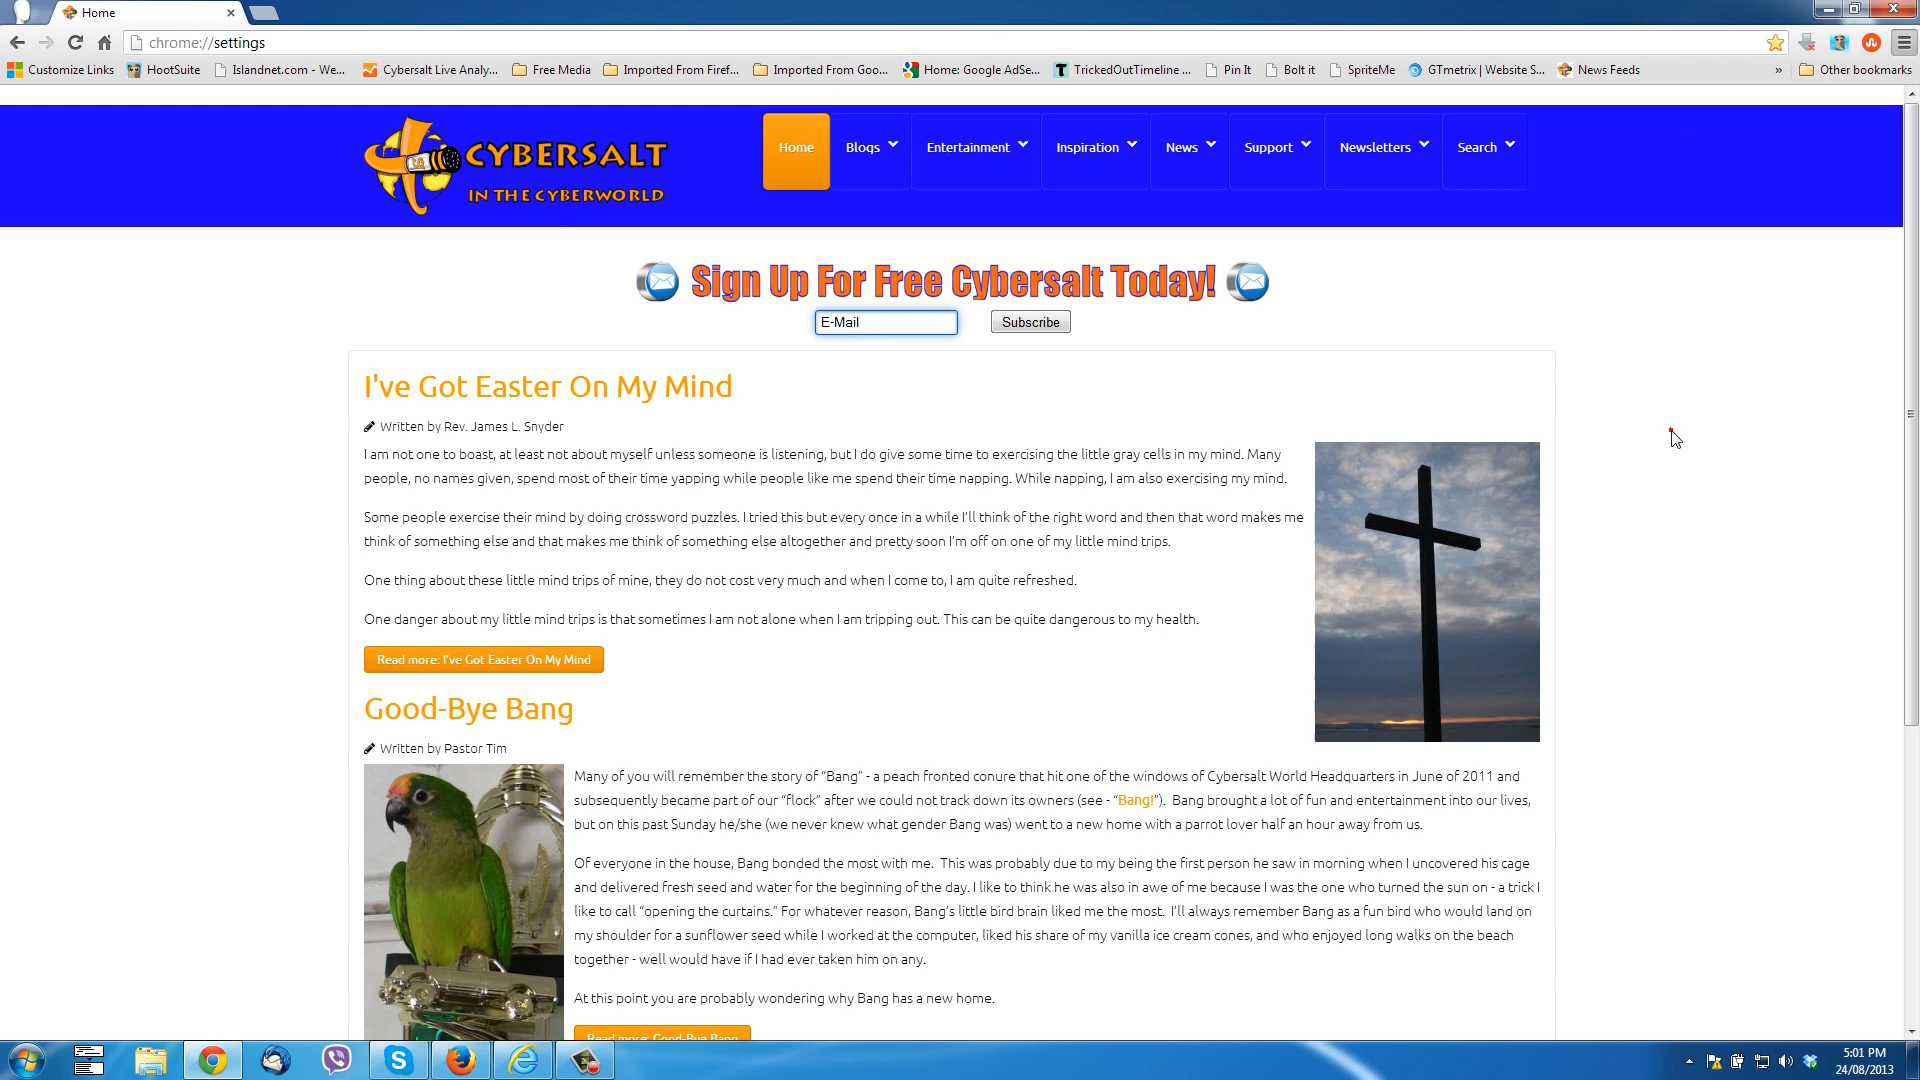 Home
chrome://settings
Customize Links HootSuite Islandnet.com - We... Cybersalt Live Analy... Free Media Imported From Firef... Imported From Goo... Home: Google AdSe... TrickedOutTimeline ... Pin It Bolt it SpriteMe GTmetrix | Website S... News Feeds » Other bookmarks
CYBERSALT
IN THE CYBERWORLD
Home Blogs Entertainment Inspiration News Support Newsletters Search
Sign Up For Free Cybersalt Today!
E-Mail Subscribe
I've Got Easter On My Mind
Written by Rev. James L. Snyder
I am not one to boast, at least not about myself unless someone is listening, but I do give some time to exercising the little gray cells in my mind. Many
people, no names given, spend most of their time yapping while people like me spend their time napping. While napping, I am also exercising my mind.
Some people exercise their mind by doing crossword puzzles. I tried this but every once in a while I'll think of the right word and then that word makes me
think of something else and that makes me think of something else altogether and pretty soon I'm off on one of my little mind trips.
One thing about these little mind trips of mine, they do not cost very much and when I come to, I am quite refreshed.
One danger about my little mind trips is that sometimes I am not alone when I am tripping out. This can be quite dangerous to my health.
Read more: I've Got Easter On My Mind
Good-Bye Bang
Written by Pastor Tim
Many of you will remember the story of “Bang” - a peach fronted conure that hit one of the windows of Cybersalt World Headquarters in June of 2011 and
subsequently became part of our “flock” after we could not track down its owners (see - “Bang!”). Bang brought a lot of fun and entertainment into our lives,
but on this past Sunday he/she (we never knew what gender Bang was) went to a new home with a parrot lover half an hour away from us.
Of everyone in the house, Bang bonded the most with me. This was probably due to my being the first person he saw in morning when I uncovered his cage
and delivered fresh seed and water for the beginning of the day. I like to think he was also in awe of me because I was the one who turned the sun on - a trick I
like to call “opening the curtains.” For whatever reason, Bang's little bird brain liked me the most. I'll always remember Bang as a fun bird who would land on
my shoulder for a sunflower seed while I worked at the computer, liked his share of my vanilla ice cream cones, and who enjoyed long walks on the beach
together - well would have if I had ever taken him on any.
At this point you are probably wondering why Bang has a new home.
Read more: Good-Bye Bang
5:01 PM
24/08/2013